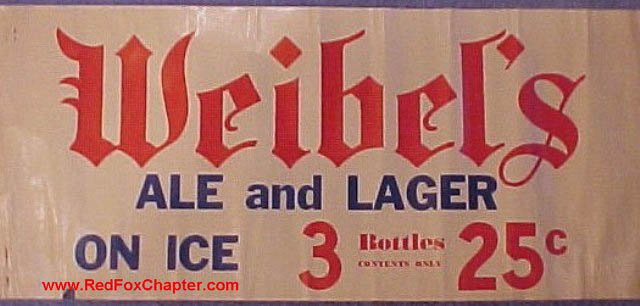 Weibel's
ALE and LAGER
ON ICE 3 Bottles CONTENTS ONLY 25c
www.RedFoxChapter.com